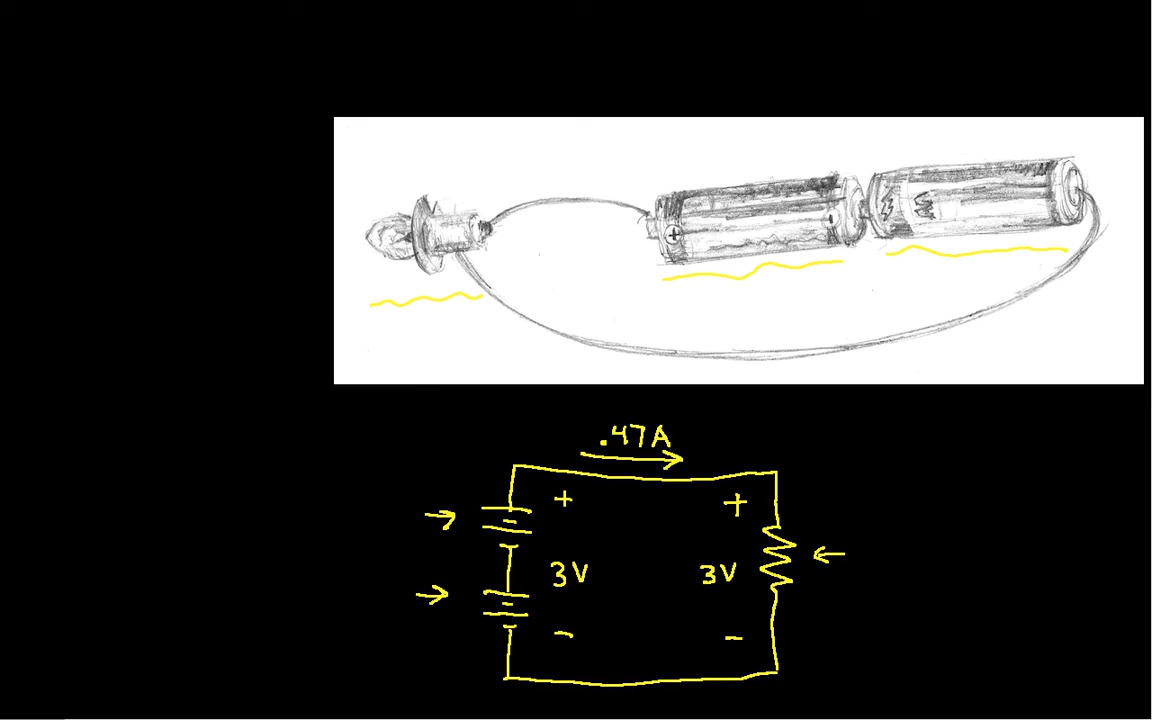 +
-
.47A
+ +
3V 3V
- -